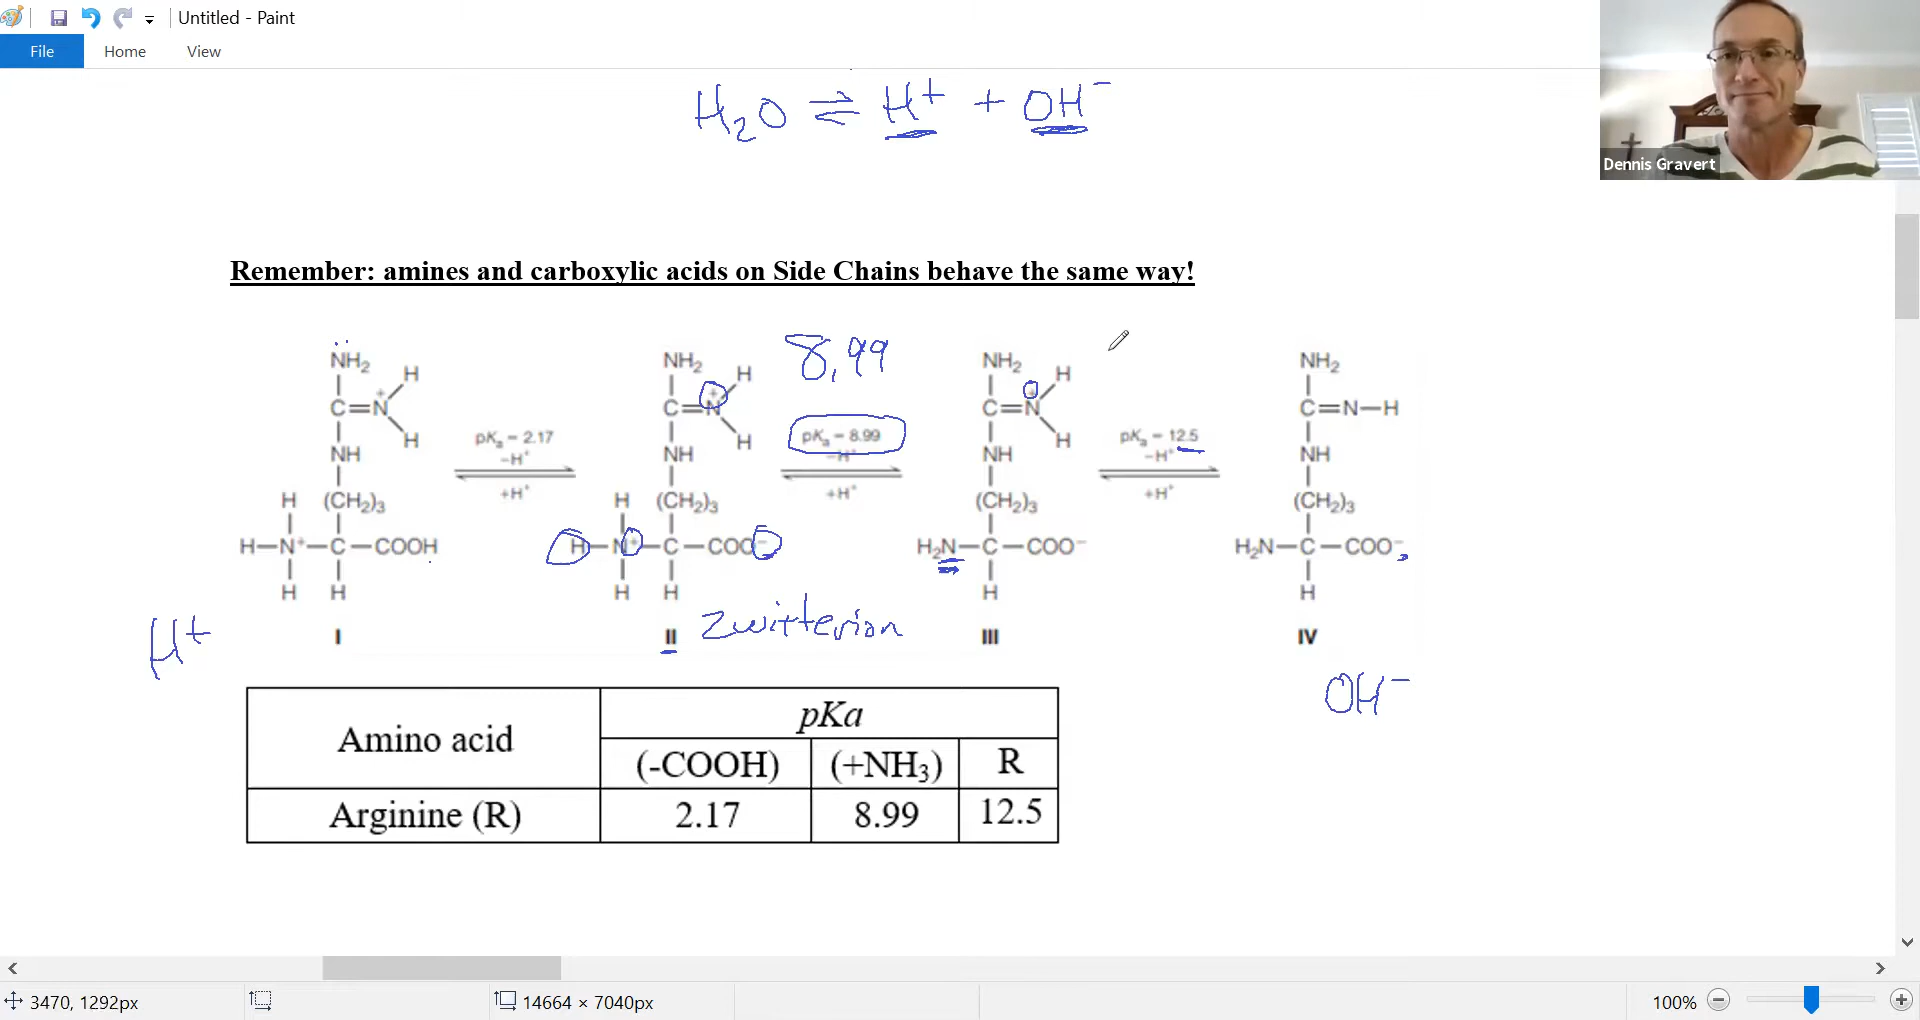 Untitled - Paint
File Home View
H₂O ⇌ H⁺ + OH⁻
Dennis Gravert
Remember: amines and carboxylic acids on Side Chains behave the same way!
8.99
NH₂ NH₂ NH₂ NH₂
H H H
C=N⁺ C=N⁺ C=N⁺ C=N–H
H H H
pKₐ = 2.17 pKₐ = 8.99 pKₐ = 12.5
–H⁺ –H⁺ –H⁺
NH NH NH NH
+H⁺ +H⁺ +H⁺
H (CH₂)₃ H (CH₂)₃ (CH₂)₃ (CH₂)₃
H–N⁺–C–COOH H–N⁺–C–COO⁻ H₂N–C–COO⁻ H₂N–C–COO⁻
H H H H H H
H⁺
I II zwitterion III IV
OH⁻
Amino acid pKa
(-COOH) (+NH₃) R
Arginine (R) 2.17 8.99 12.5
3470, 1292px 14664 × 7040px 100%